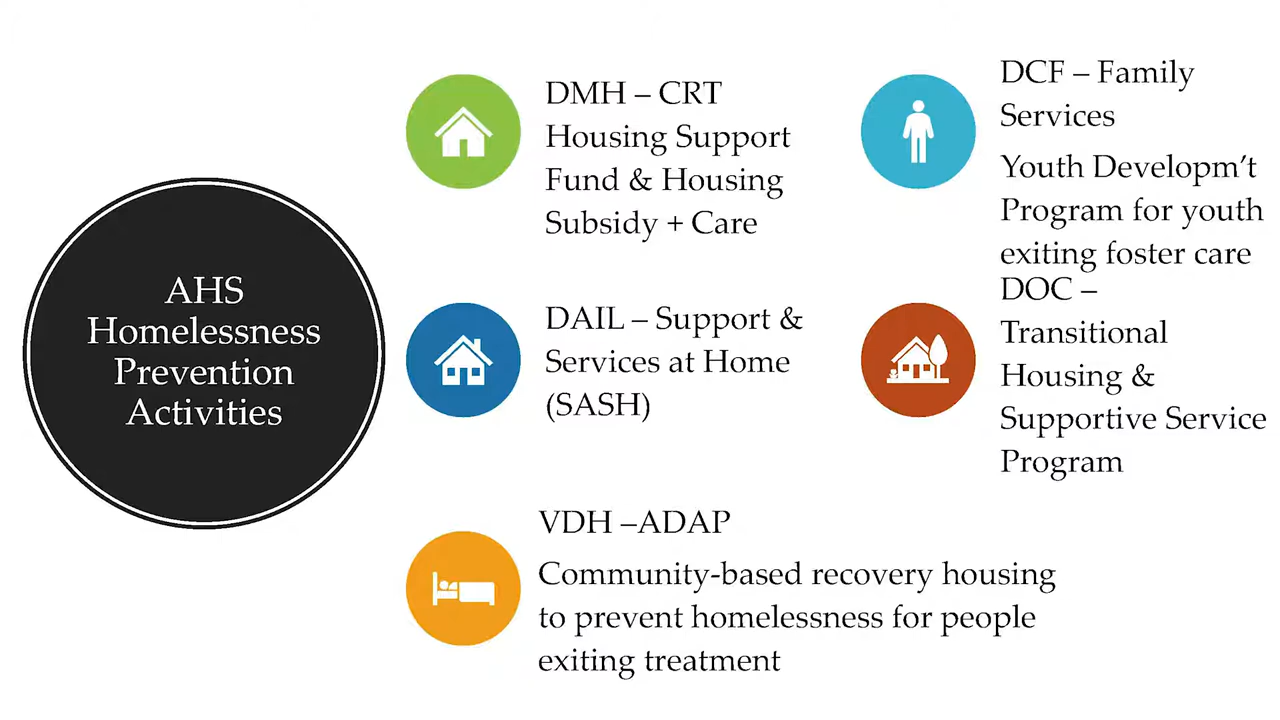 AHS
Homelessness
Prevention
Activities
DMH – CRT
Housing Support
Fund & Housing
Subsidy + Care
DCF – Family
Services
Youth Developm’t
Program for youth
exiting foster care
DAIL – Support &
Services at Home
(SASH)
DOC –
Transitional
Housing &
Supportive Service
Program
VDH –ADAP
Community-based recovery housing
to prevent homelessness for people
exiting treatment